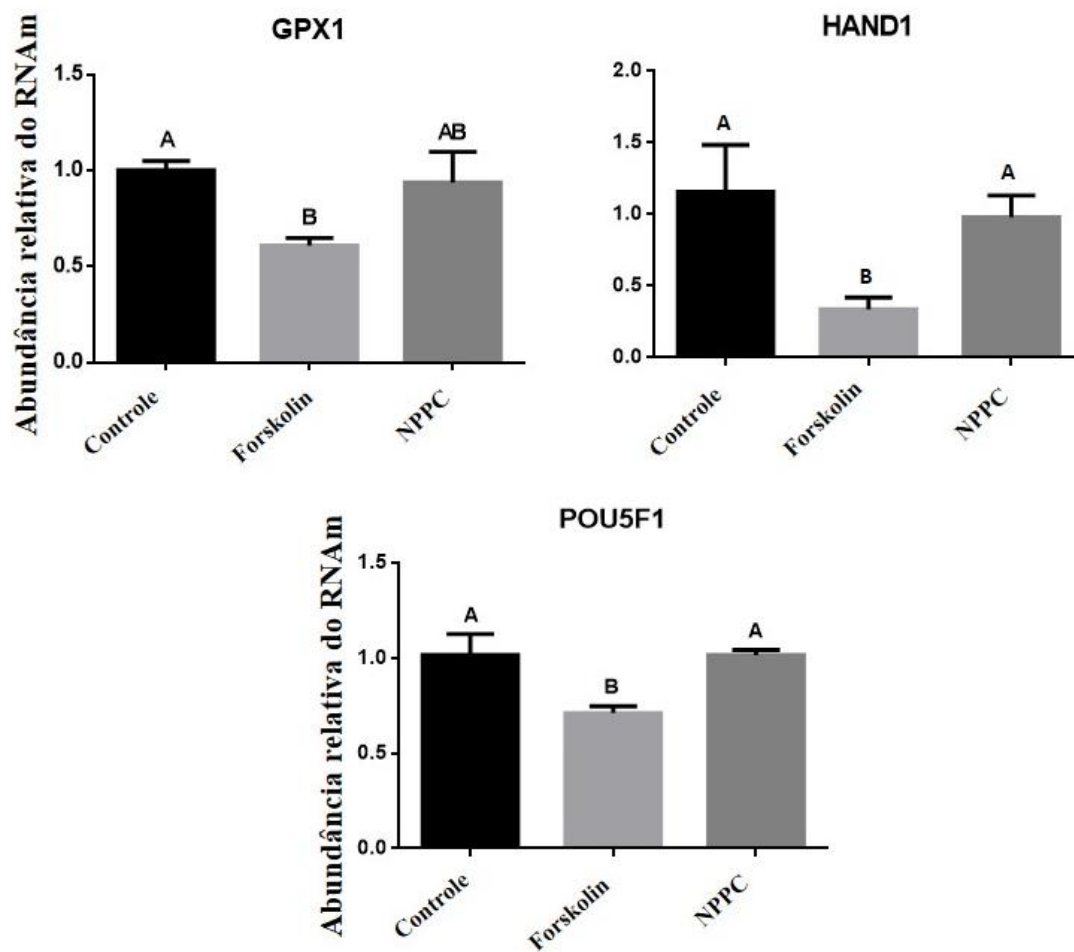 GPX1
Abundância relativa do RNAm
1.5
A
AB
1.0
B
0.5
0.0
Controle
Forskolin
NPPC
HAND1
2.0
A
1.5
A
1.0
B
0.5
0.0
Controle
Forskolin
NPPC
POU5F1
Abundância relativa do RNAm
1.5
A
A
B
1.0
0.5
0.0
Controle
Forskolin
NPPC